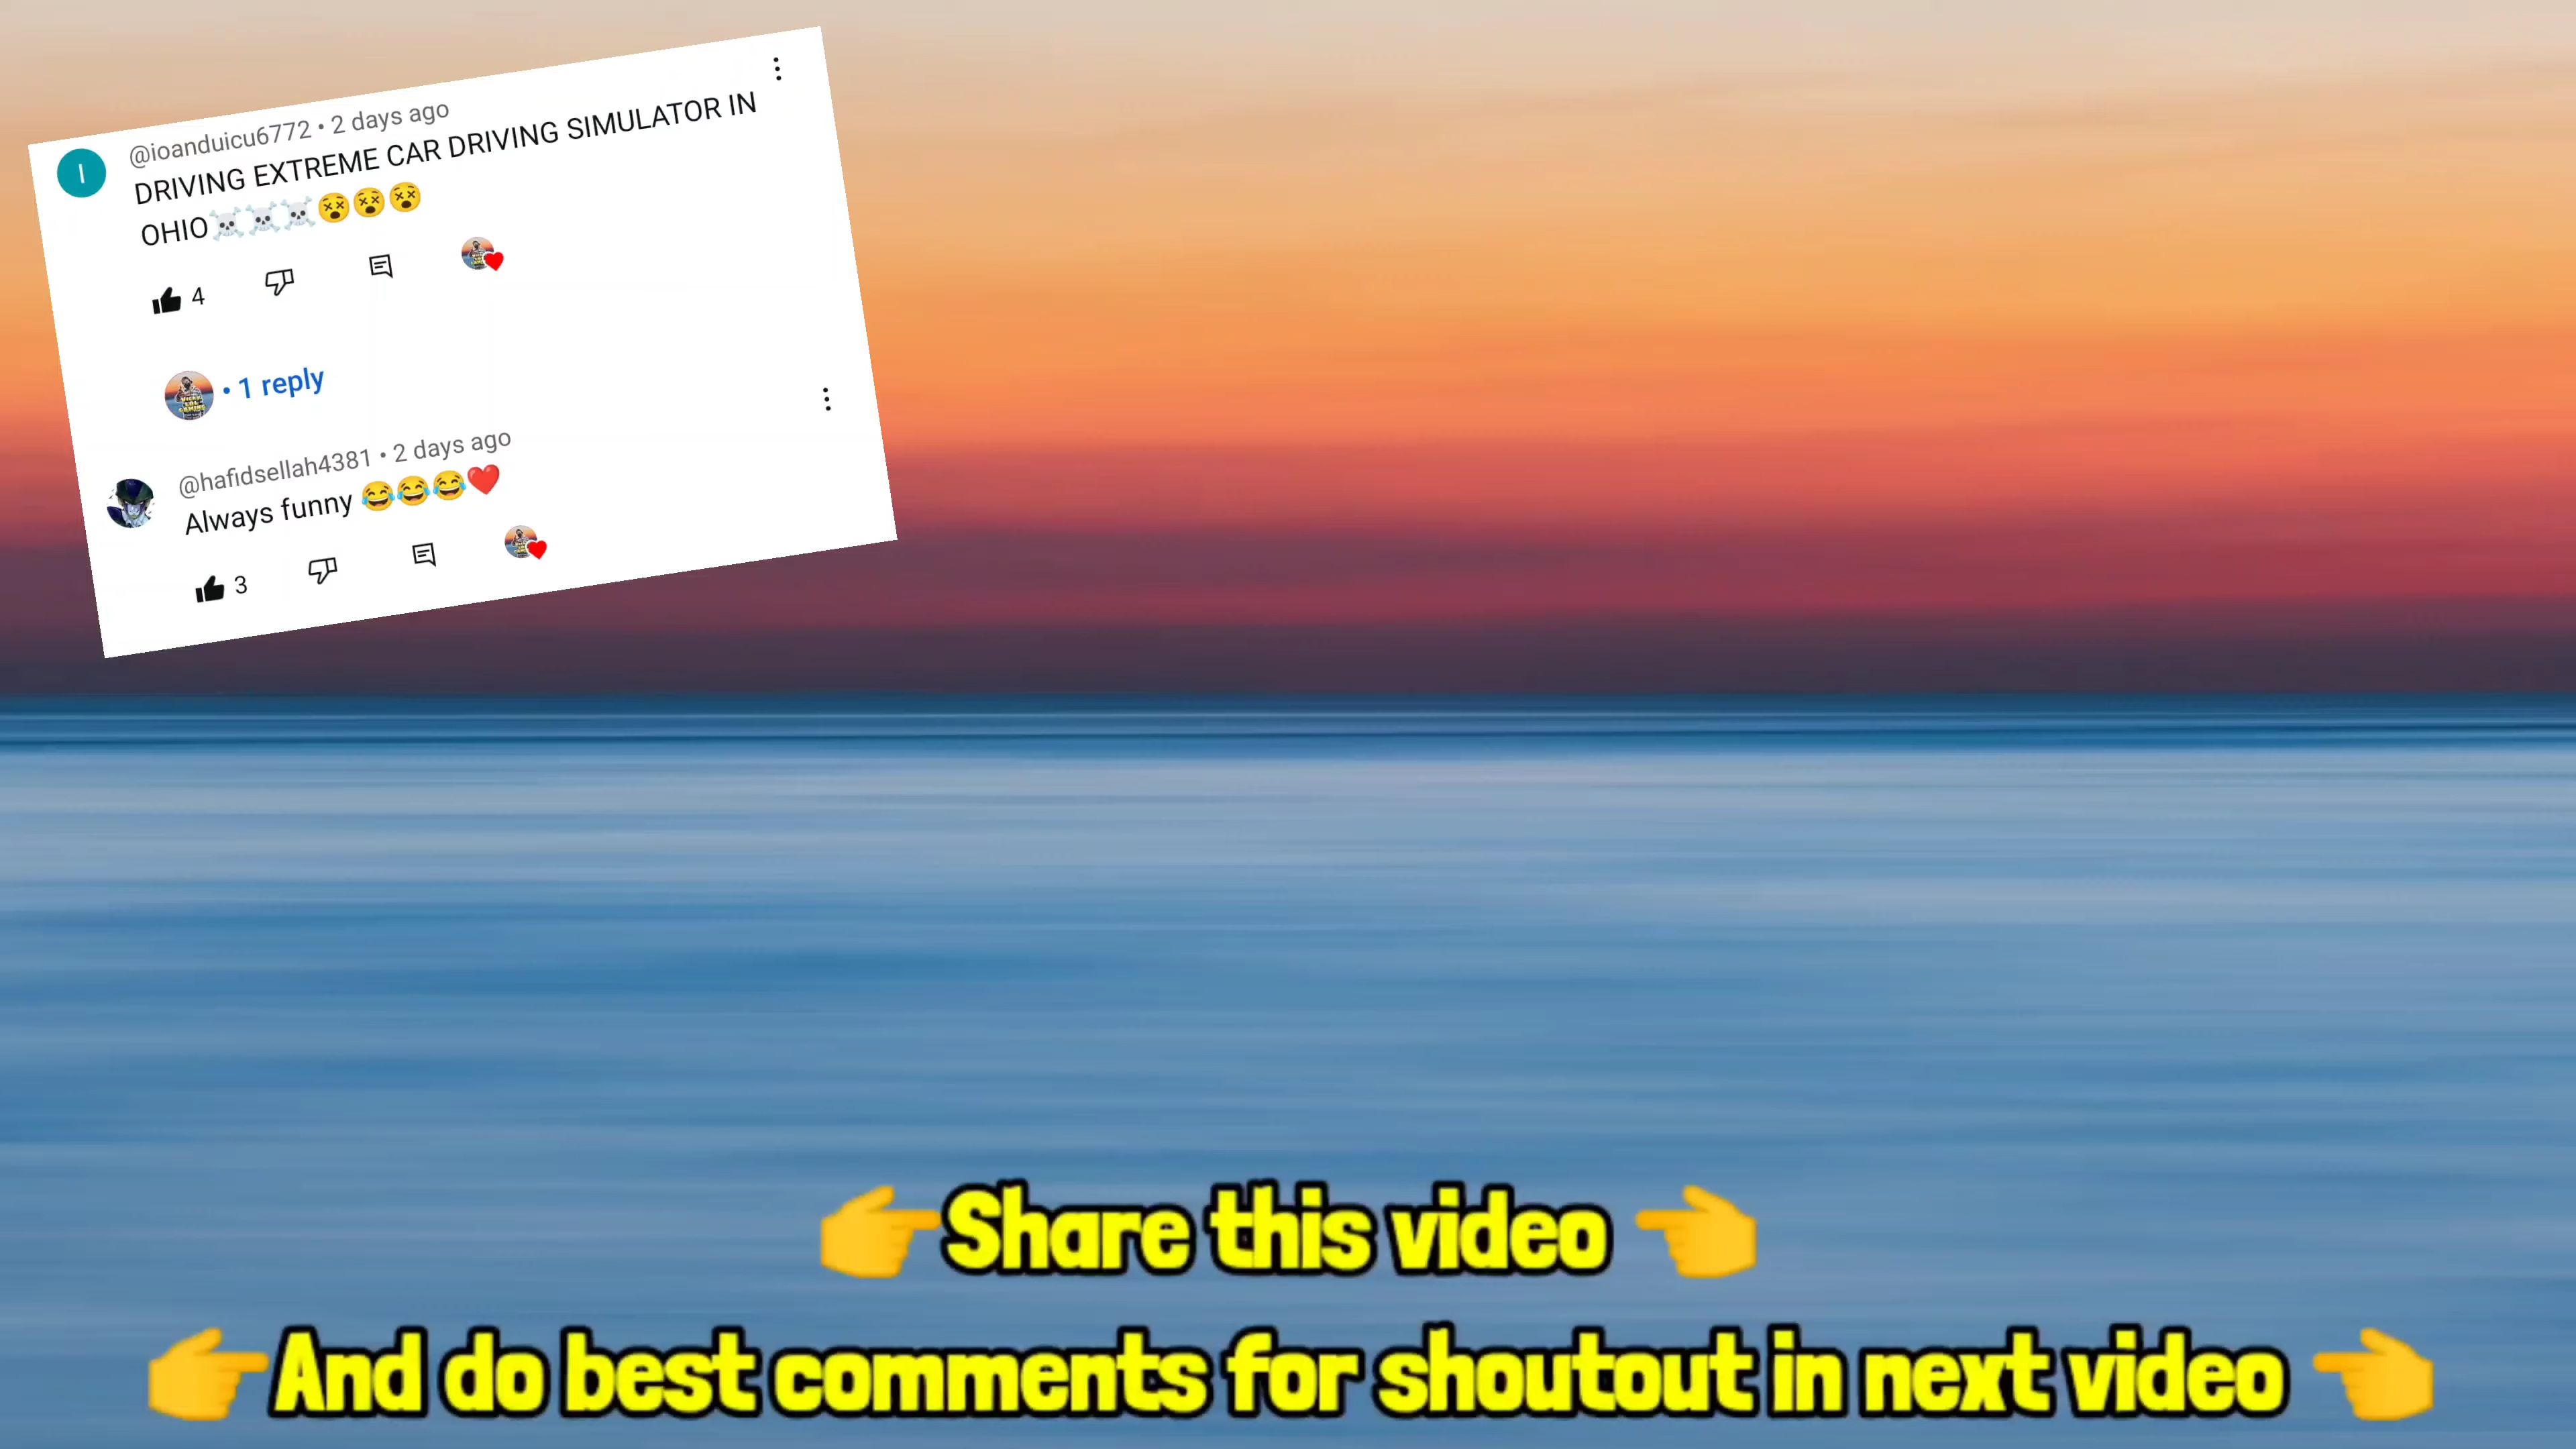 @ioanduicu6772 • 2 days ago
DRIVING EXTREME CAR DRIVING SIMULATOR IN
OHIO☠️☠️☠️😵😵😵
4
• 1 reply
@hafidsellah4381 • 2 days ago
Always funny 😂😂😂❤️
3
👉Share this video 👈
👉And do best comments for shoutout in next video 👈